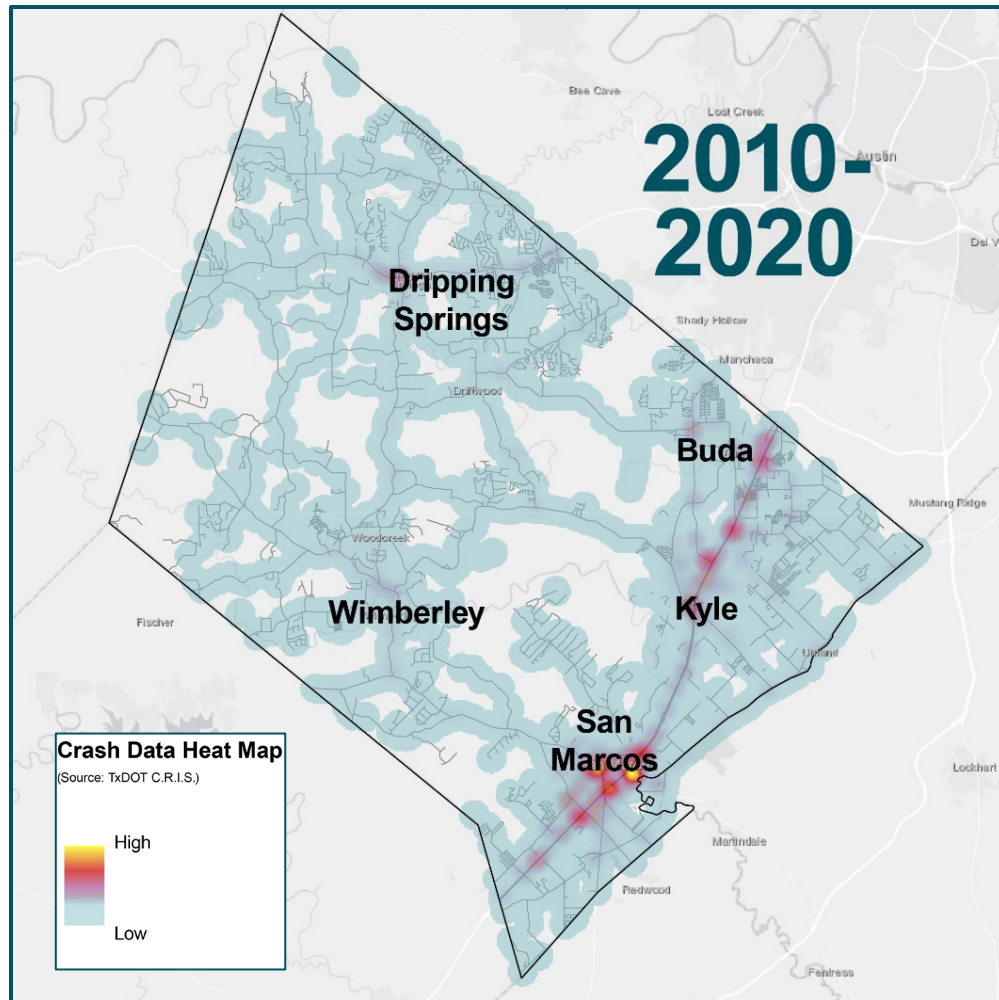 Bee Cave
Lost Creek
2010-
2020
Austin
Del V
Dripping
Springs
Shady Hollow
Manchaca
Driftwood
Buda
Mustang Ridge
Woodcreek
Wimberley
Kyle
Fischer
Uhland
San
Marcos
Crash Data Heat Map
(Source: TxDOT C.R.I.S.)
High
Low
Lockhart
Martindale
Redwood
Fentress